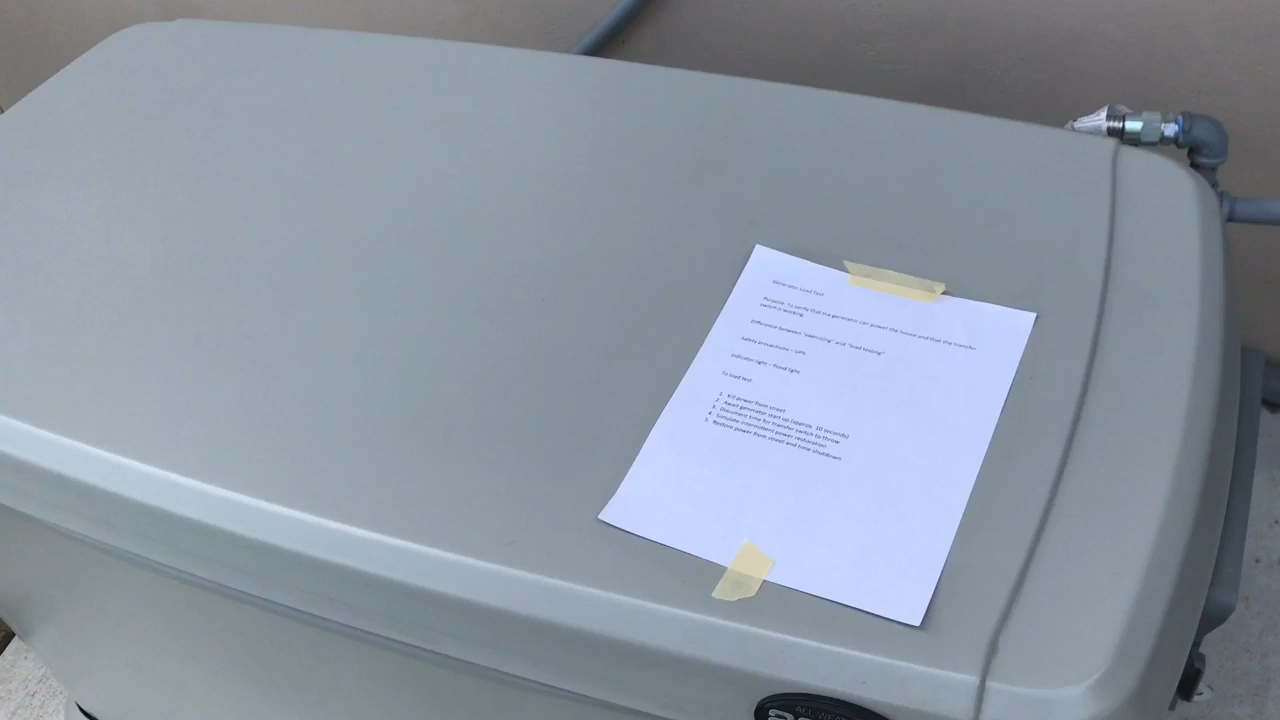 Generator Load Test
Purpose: To verify that the generator can power the house and that the transfer
switch is working
Difference between "exercising" and "load testing"
Safety precautions – UPS
Indicator light – flood light
To load test:
1. Kill power from street
2. Await generator start up (approx. 10 seconds)
3. Document time for transfer switch to throw
4. Simulate intermittent power restoration
5. Restore power from street and time shutdown